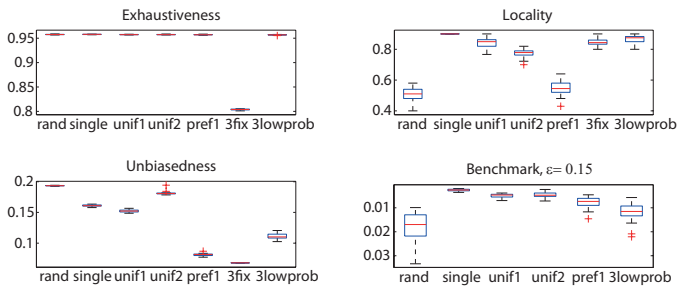 Exhaustiveness
0.95
0.9
0.85
0.8
rand single unif1 unif2 pref1 3fix 3lowprob
Locality
0.8
0.6
0.4
rand single unif1 unif2 pref1 3fix 3lowprob
Unbiasedness
0.2
0.15
0.1
rand single unif1 unif2 pref1 3fix 3lowprob
Benchmark, ε= 0.15
0.01
0.02
0.03
rand single unif1 unif2 pref1 3lowprob